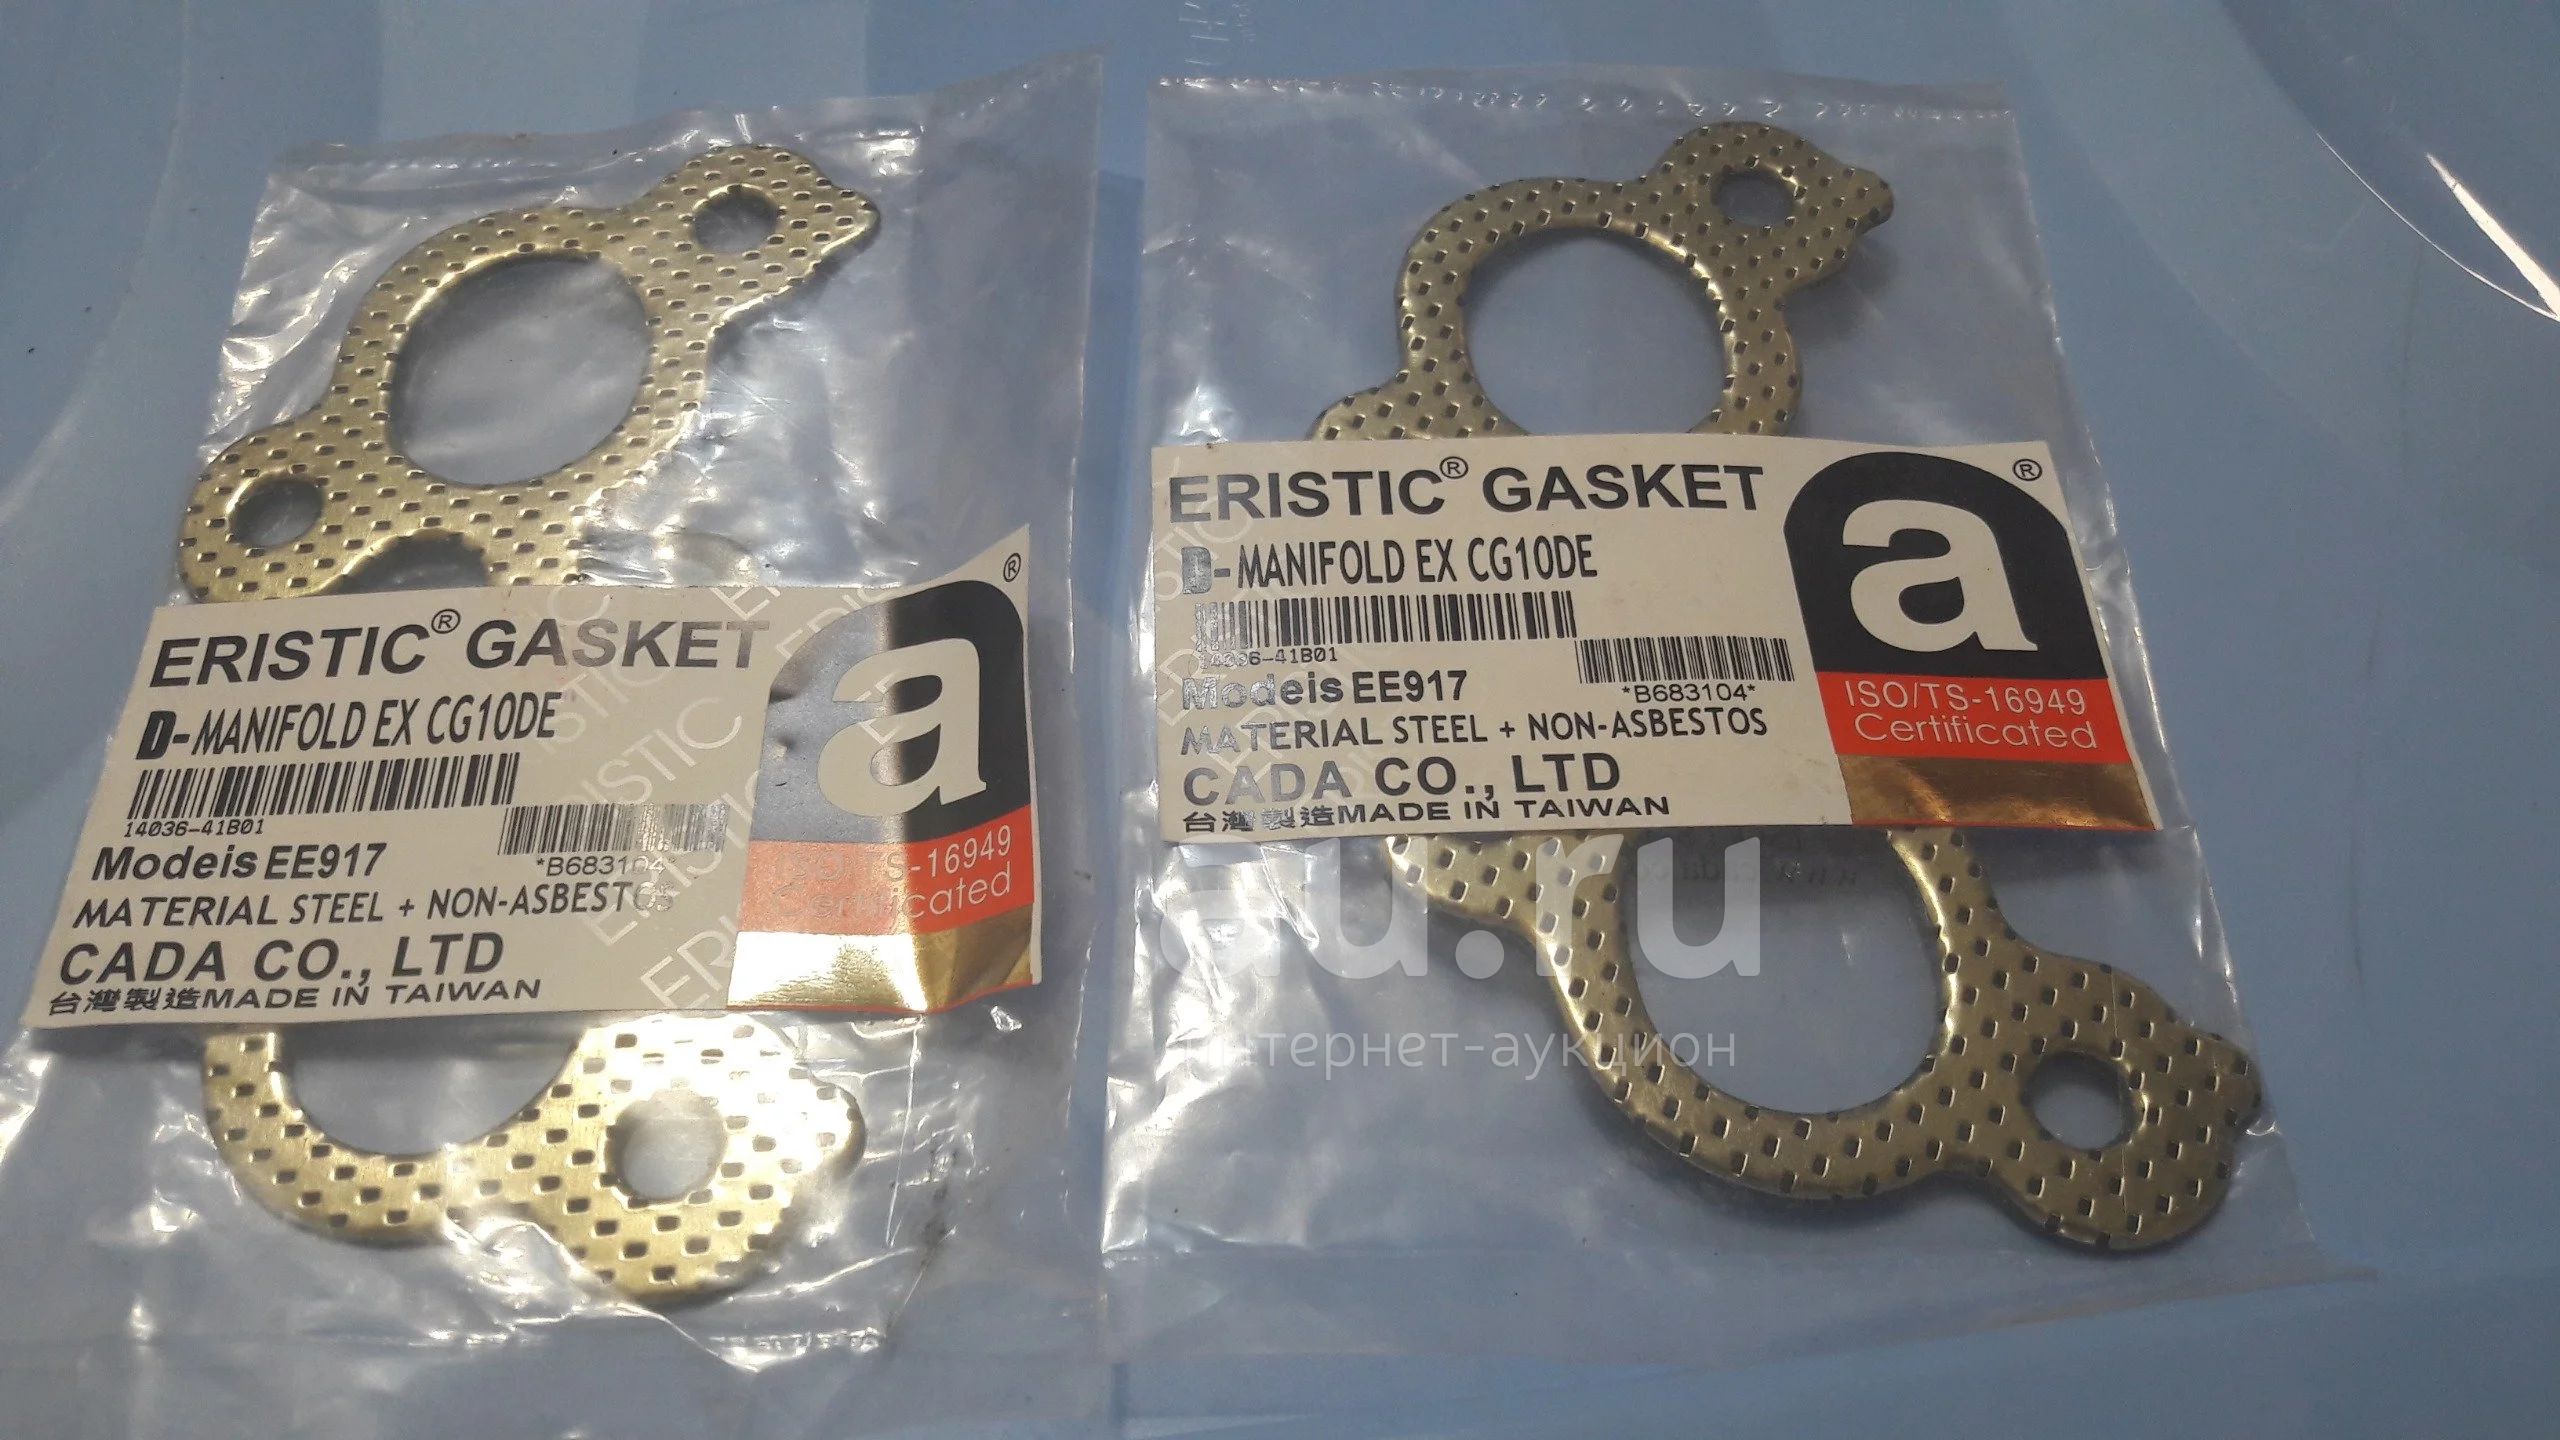 ERISTIC® GASKET
D-MANIFOLD EX CG10DE
14036-41B01
*B683104*
Modeis EE917
MATERIAL STEEL + NON-ASBESTOS
CADA CO., LTD
台灣製造MADE IN TAIWAN
a®
ISO/TS-16949
Certificated
ERISTIC
ERISTIC
ERISTIC
ERISTIC® GASKET
D-MANIFOLD EX CG10DE
14036-41B01
*B683104*
Modeis EE917
MATERIAL STEEL + NON-ASBESTOS
CADA CO., LTD
台灣製造MADE IN TAIWAN
a®
ISO/TS-16949
Certificated
au.ru
интернет-аукцион